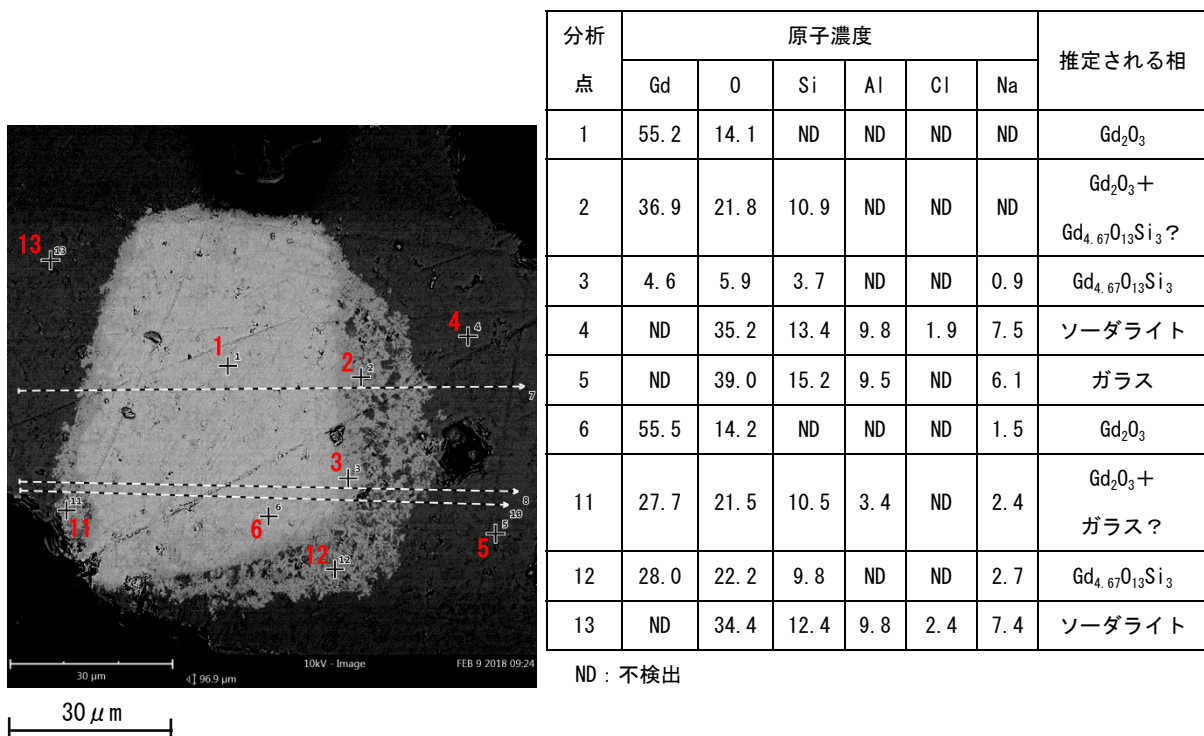 分析点 原子濃度 推定される相
Gd O Si Al Cl Na
1 55.2 14.1 ND ND ND ND Gd₂O₃
2 36.9 21.8 10.9 ND ND ND Gd₂O₃+
Gd₄.₆₇O₁₃Si₃?
3 4.6 5.9 3.7 ND ND 0.9 Gd₄.₆₇O₁₃Si₃
4 ND 35.2 13.4 9.8 1.9 7.5 ソーダライト
5 ND 39.0 15.2 9.5 ND 6.1 ガラス
6 55.5 14.2 ND ND ND 1.5 Gd₂O₃
11 27.7 21.5 10.5 3.4 ND 2.4 Gd₂O₃+
ガラス?
12 28.0 22.2 9.8 ND ND 2.7 Gd₄.₆₇O₁₃Si₃
13 ND 34.4 12.4 9.8 2.4 7.4 ソーダライト
ND:不検出
13 13
4 4
1 1
2 2
7
3 3
8
10
11 11
6 6
5 5
12 12
10kV - Image FEB 9 2018 09:24
30 µm 96.9 µm
30μm